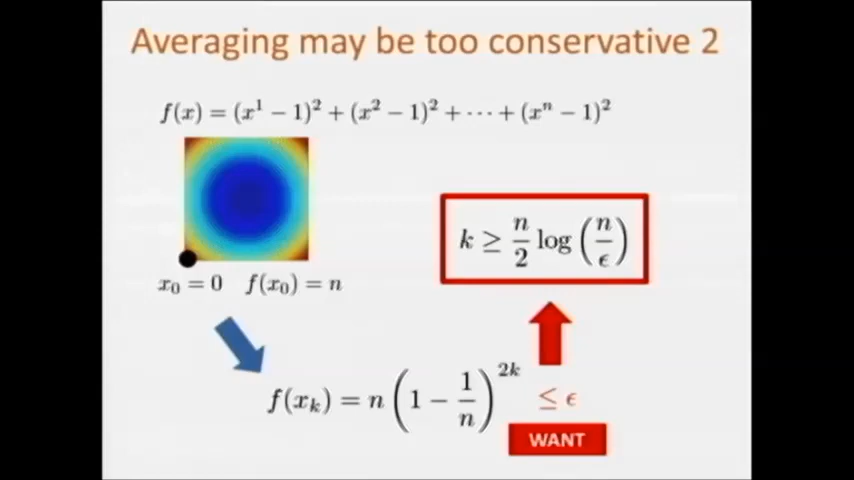 Averaging may be too conservative 2
f(x) = (x¹ − 1)² + (x² − 1)² + ⋯ + (xⁿ − 1)²
k ≥ n/2 log(n/ϵ)
x₀ = 0 f(x₀) = n
f(xₖ) = n(1 − 1/n)²ᵏ ≤ ϵ
WANT